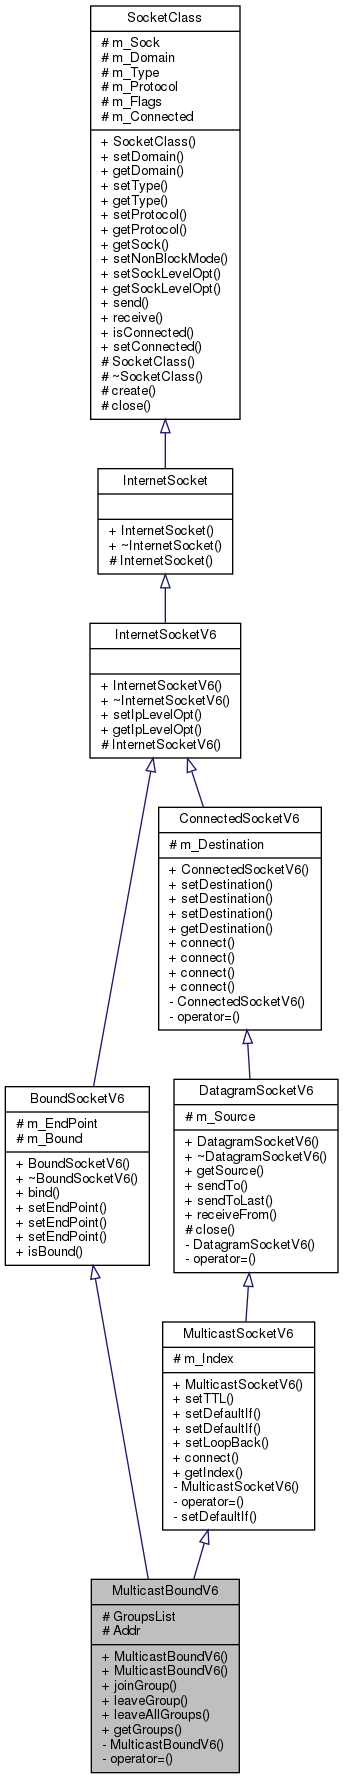 SocketClass
# m_Sock
# m_Domain
# m_Type
# m_Protocol
# m_Flags
# m_Connected
+ SocketClass()
+ setDomain()
+ getDomain()
+ setType()
+ getType()
+ setProtocol()
+ getProtocol()
+ getSock()
+ setNonBlockMode()
+ setSockLevelOpt()
+ getSockLevelOpt()
+ send()
+ receive()
+ isConnected()
+ setConnected()
# SocketClass()
# ~SocketClass()
# create()
# close()
InternetSocket
+ InternetSocket()
+ ~InternetSocket()
# InternetSocket()
InternetSocketV6
+ InternetSocketV6()
+ ~InternetSocketV6()
+ setIpLevelOpt()
+ getIpLevelOpt()
# InternetSocketV6()
ConnectedSocketV6
# m_Destination
+ ConnectedSocketV6()
+ setDestination()
+ setDestination()
+ setDestination()
+ getDestination()
+ connect()
+ connect()
+ connect()
+ connect()
- ConnectedSocketV6()
- operator=()
BoundSocketV6
# m_EndPoint
# m_Bound
+ BoundSocketV6()
+ ~BoundSocketV6()
+ bind()
+ setEndPoint()
+ setEndPoint()
+ setEndPoint()
+ isBound()
DatagramSocketV6
# m_Source
+ DatagramSocketV6()
+ ~DatagramSocketV6()
+ getSource()
+ sendTo()
+ sendToLast()
+ receiveFrom()
# close()
- DatagramSocketV6()
- operator=()
MulticastSocketV6
# m_Index
+ MulticastSocketV6()
+ setTTL()
+ setDefaultIf()
+ setDefaultIf()
+ setLoopBack()
+ connect()
+ getIndex()
- MulticastSocketV6()
- operator=()
- setDefaultIf()
MulticastBoundV6
# GroupsList
# Addr
+ MulticastBoundV6()
+ MulticastBoundV6()
+ joinGroup()
+ leaveGroup()
+ leaveAllGroups()
+ getGroups()
- MulticastBoundV6()
- operator=()